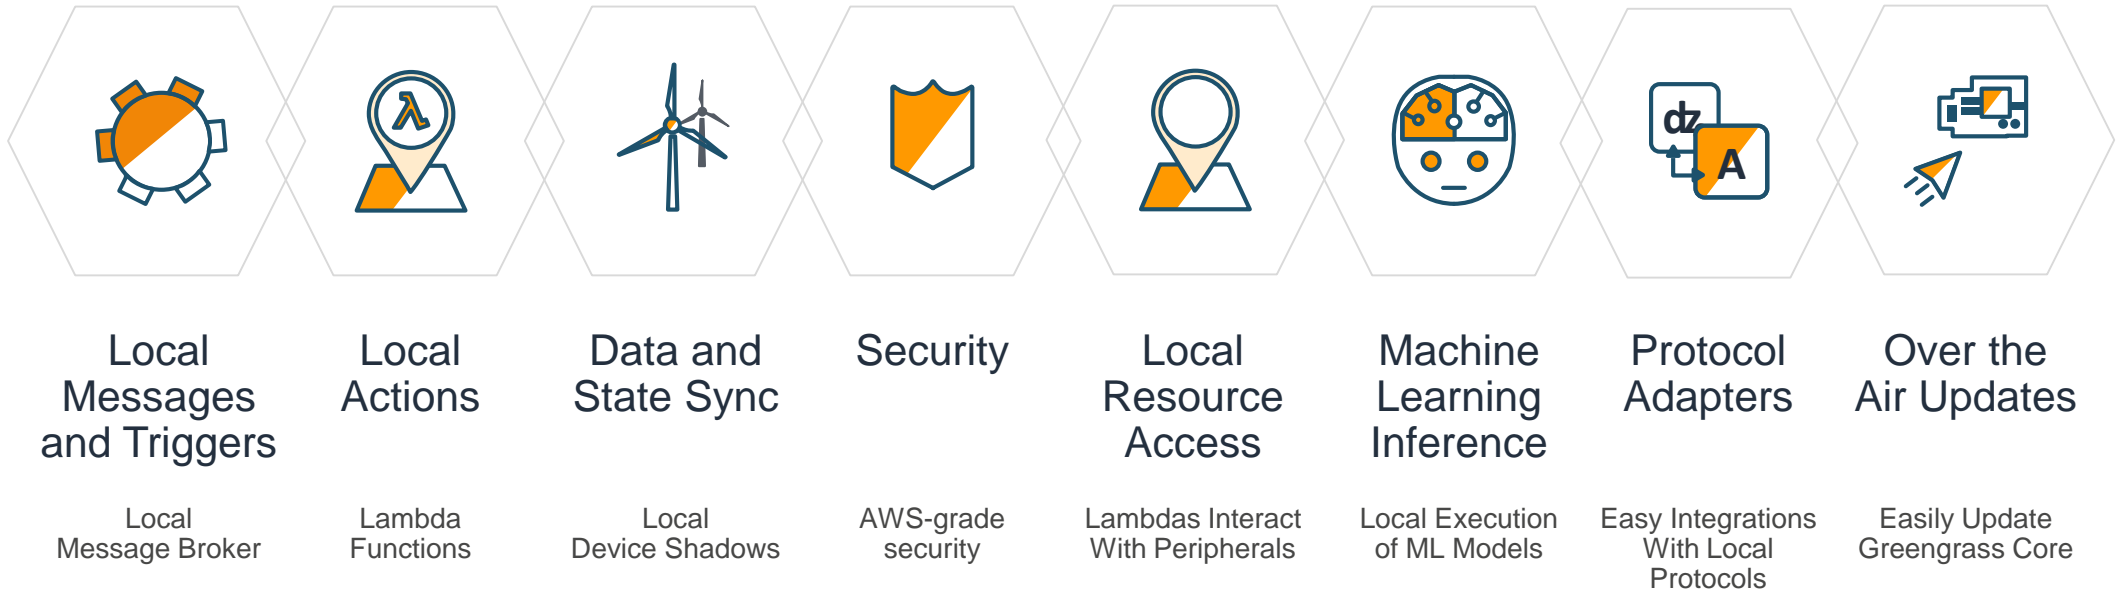 λ
dz
A
Local
Messages
and Triggers
Local
Message Broker
Local
Actions
Lambda
Functions
Data and
State Sync
Local
Device Shadows
Security
AWS-grade
security
Local
Resource
Access
Lambdas Interact
With Peripherals
Machine
Learning
Inference
Local Execution
of ML Models
Protocol
Adapters
Easy Integrations
With Local
Protocols
Over the
Air Updates
Easily Update
Greengrass Core